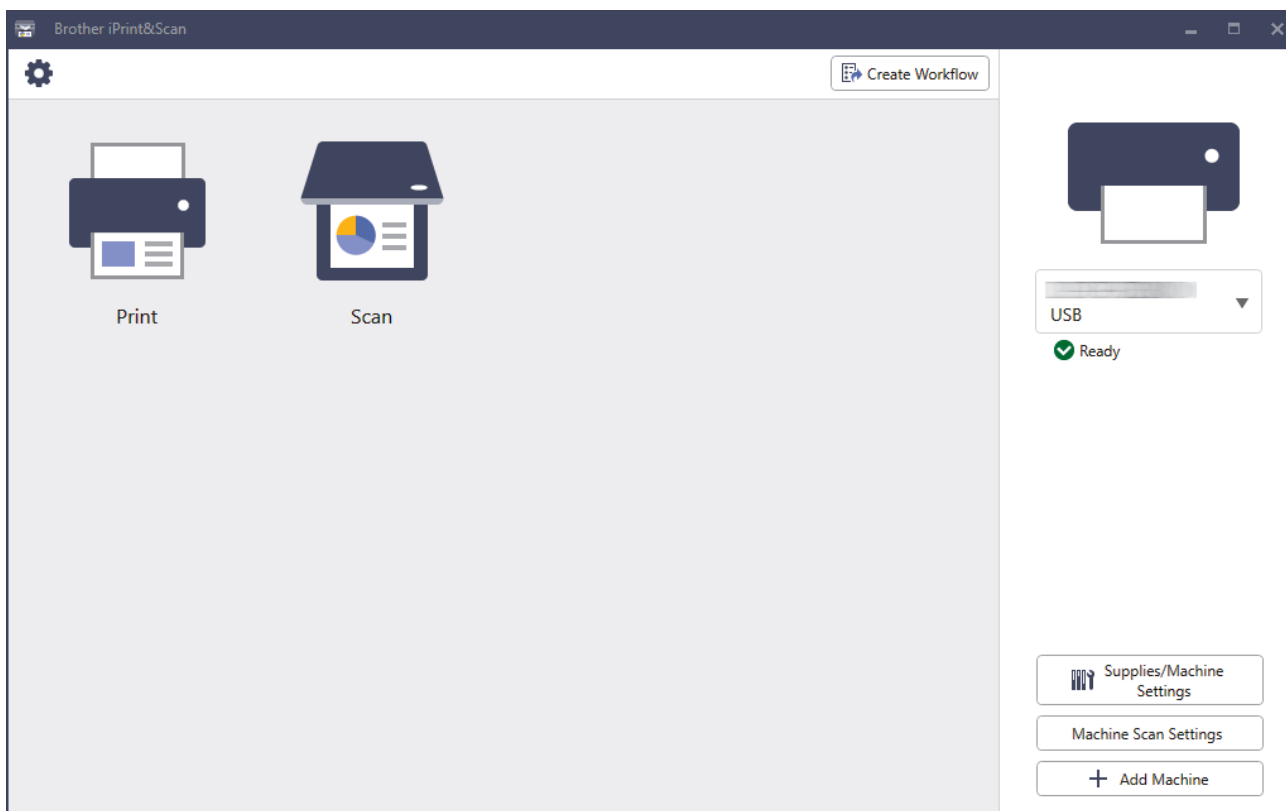 Brother iPrint&Scan
Create Workflow
Print
Scan
USB
Ready
Supplies/Machine
Settings
Machine Scan Settings
Add Machine